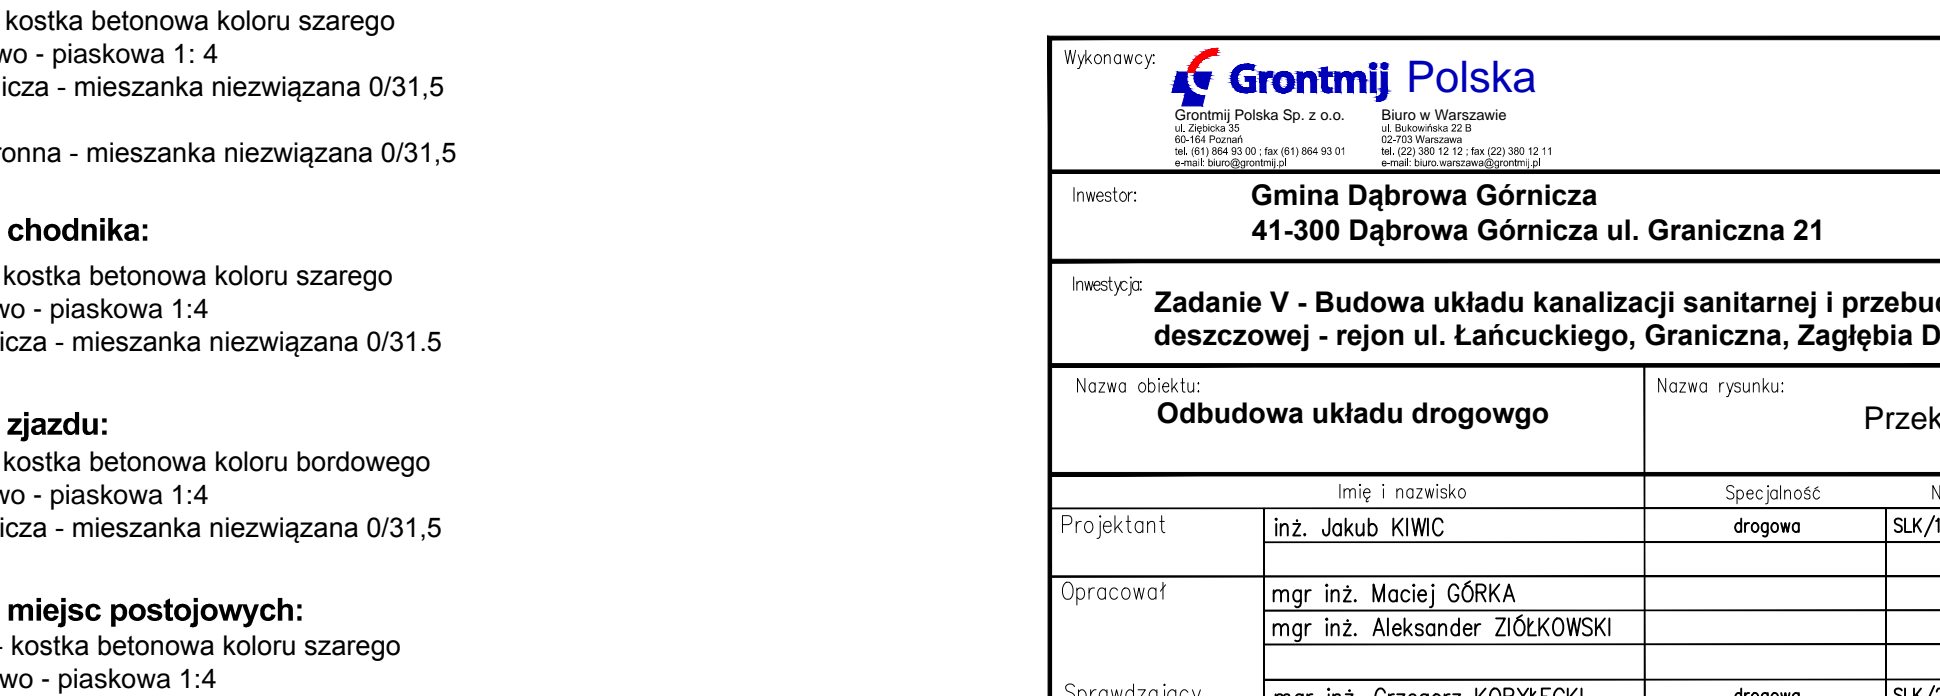 kostka betonowa koloru szarego
wo - piaskowa 1: 4
icza - mieszanka niezwiązana 0/31,5
ronna - mieszanka niezwiązana 0/31,5
chodnika:
kostka betonowa koloru szarego
wo - piaskowa 1:4
icza - mieszanka niezwiązana 0/31.5
zjazdu:
kostka betonowa koloru bordowego
wo - piaskowa 1:4
icza - mieszanka niezwiązana 0/31,5
miejsc postojowych:
- kostka betonowa koloru szarego
wo - piaskowa 1:4
Wykonawcy:
Grontmij Polska
Grontmij Polska Sp. z o.o.
ul. Ziębicka 35
60-164 Poznań
tel. (61) 864 93 00 ; fax (61) 864 93 01
e-mail: biuro@grontmij.pl
Biuro w Warszawie
ul. Bukowińska 22 B
02-703 Warszawa
tel. (22) 380 12 12 ; fax (22) 380 12 11
e-mail: biuro.warszawa@grontmij.pl
Inwestor:
Gmina Dąbrowa Górnicza
41-300 Dąbrowa Górnicza ul. Graniczna 21
Inwestycja:
Zadanie V - Budowa układu kanalizacji sanitarnej i przebu
deszczowej - rejon ul. Łańcuckiego, Graniczna, Zagłębia D
Nazwa obiektu:
Odbudowa układu drogowgo
Nazwa rysunku:
Przek
Imię i nazwisko Specjalność N
Projektant inż. Jakub KIWIC drogowa SLK/1
Opracował mgr inż. Maciej GÓRKA
mgr inż. Aleksander ZIÓŁKOWSKI
Sprawdzający mgr inż. Grzegorz drogowa SLK/